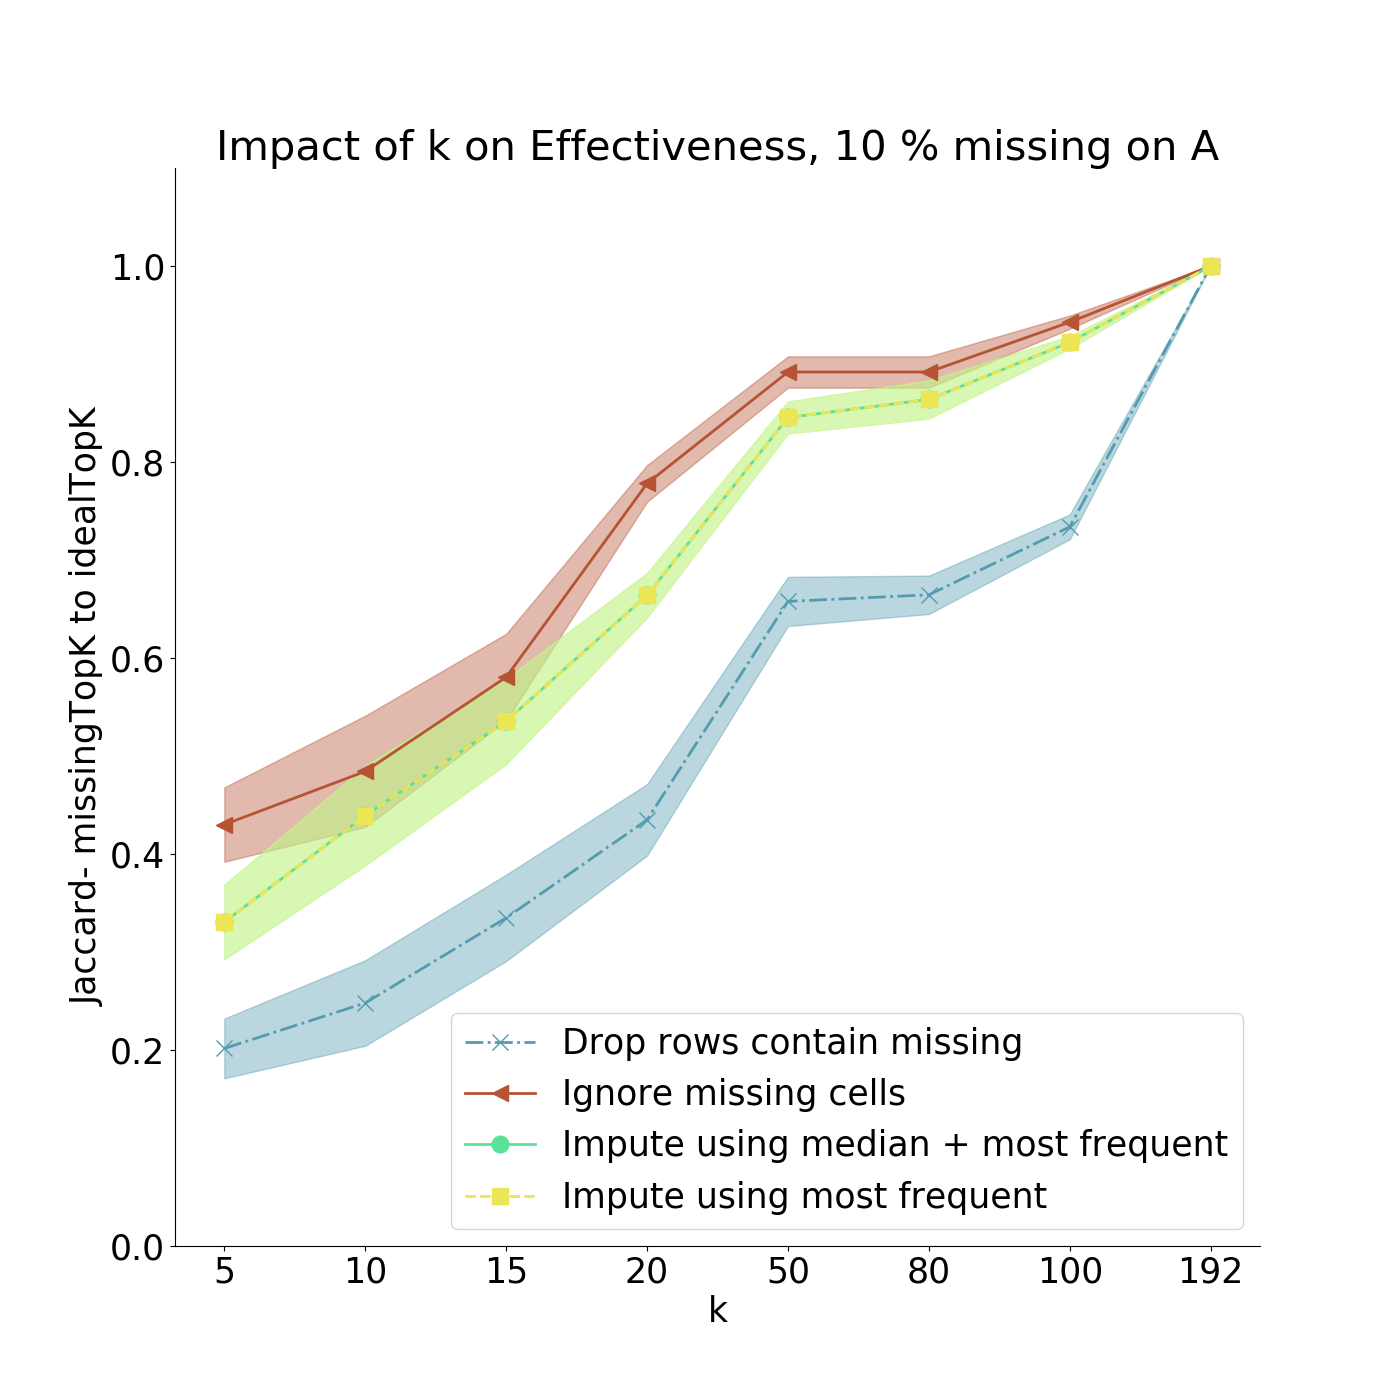 Impact of k on Effectiveness, 10 % missing on A
Jaccard- missingTopK to idealTopK
1.0
0.8
0.6
0.4
0.2
0.0
Drop rows contain missing
Ignore missing cells
Impute using median + most frequent
Impute using most frequent
5 10 15 20 50 80 100 192
k